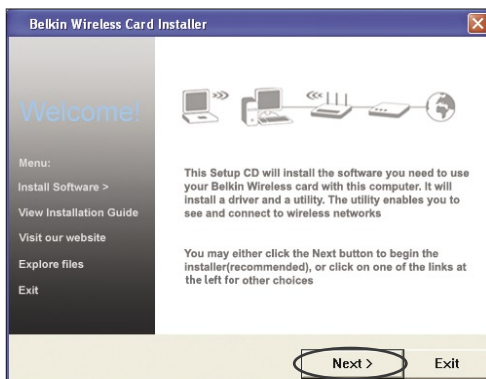 Belkin Wireless Card Installer
Welcome!
Menu:
Install Software >
View Installation Guide
Visit our website
Explore files
Exit
This Setup CD will install the software you need to use
your Belkin Wireless card with this computer. It will
install a driver and a utility. The utility enables you to
see and connect to wireless networks
You may either click the Next button to begin the
installer(recommended), or click on one of the links at
the left for other choices
Next >
Exit